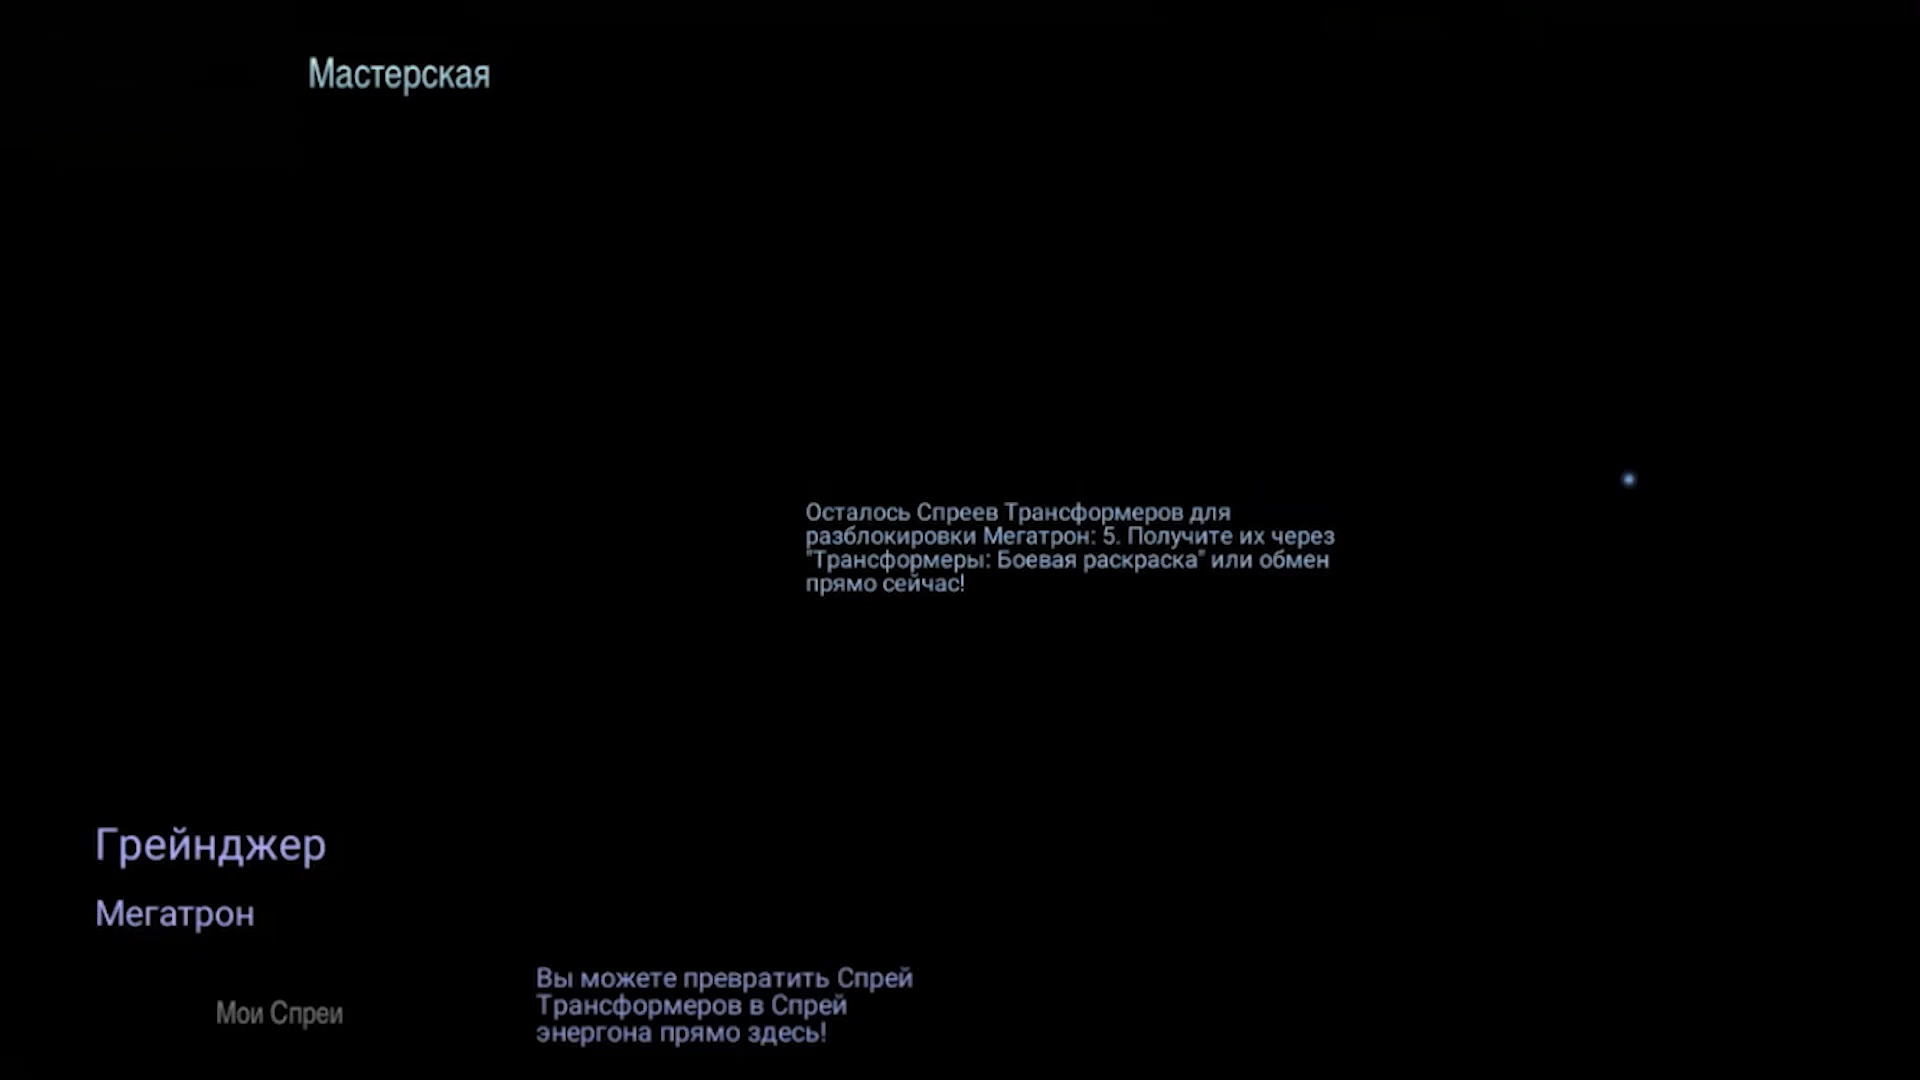 Мастерская
Осталось Спреев Трансформеров для
разблокировки Мегатрон: 5. Получите их через
"Трансформеры: Боевая раскраска" или обмен
прямо сейчас!
Грейнджер
Мегатрон
Мои Спреи
Вы можете превратить Спрей
Трансформеров в Спрей
энергона прямо здесь!